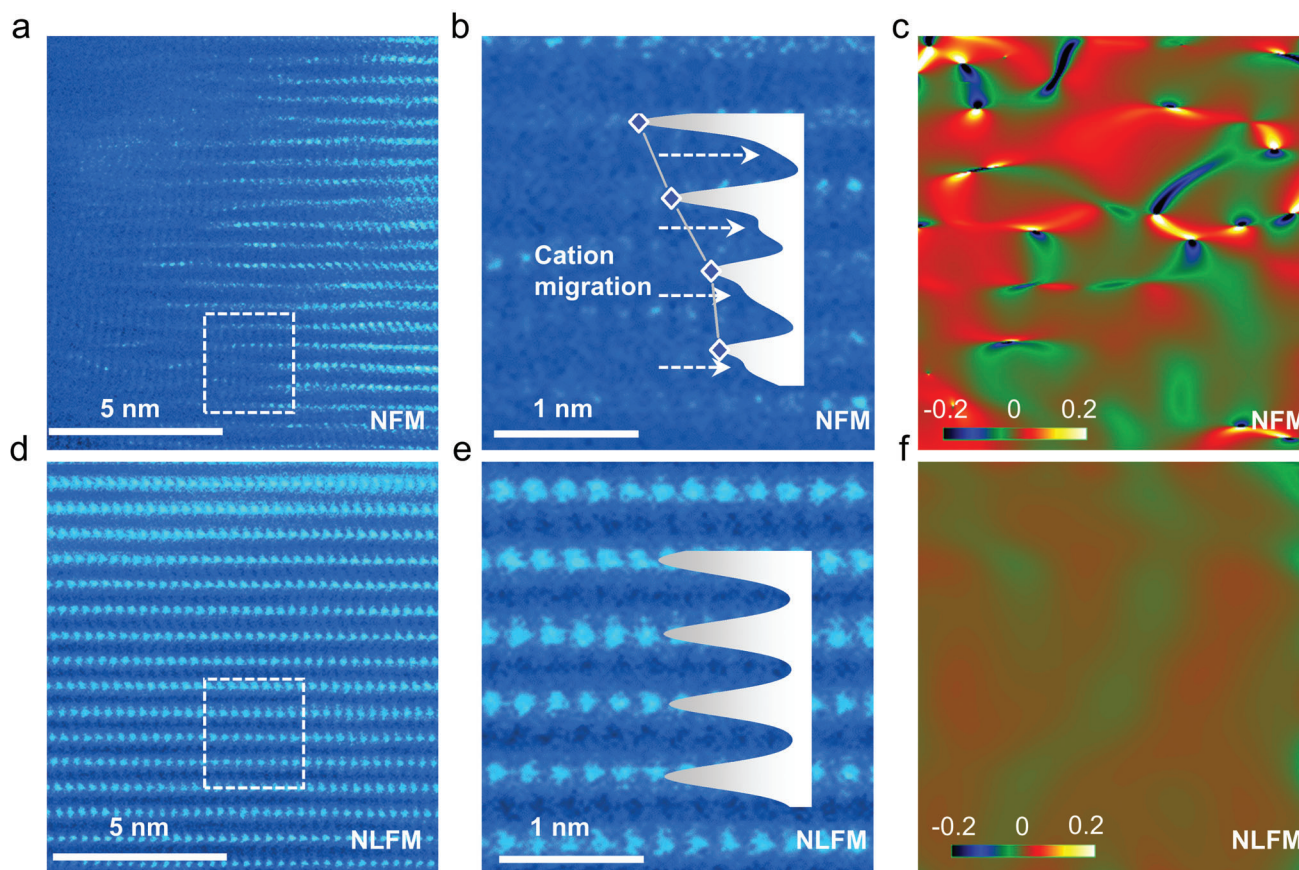 a
b
c
Cation
migration
5 nm
NFM
1 nm
NFM
-0.2 0 0.2
NFM
d
e
f
5 nm
NLFM
1 nm
NLFM
-0.2 0 0.2
NLFM